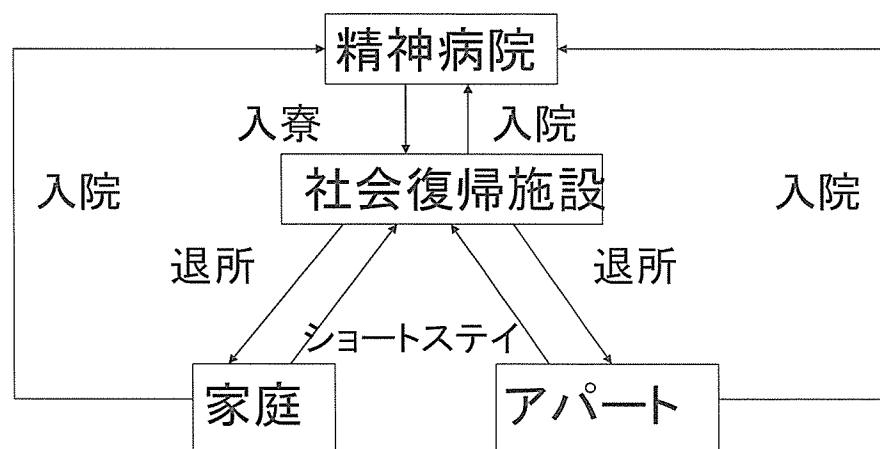 精神病院
入寮
入院
社会復帰施設
入院
入院
退所
退所
ショートステイ
家庭
アパート